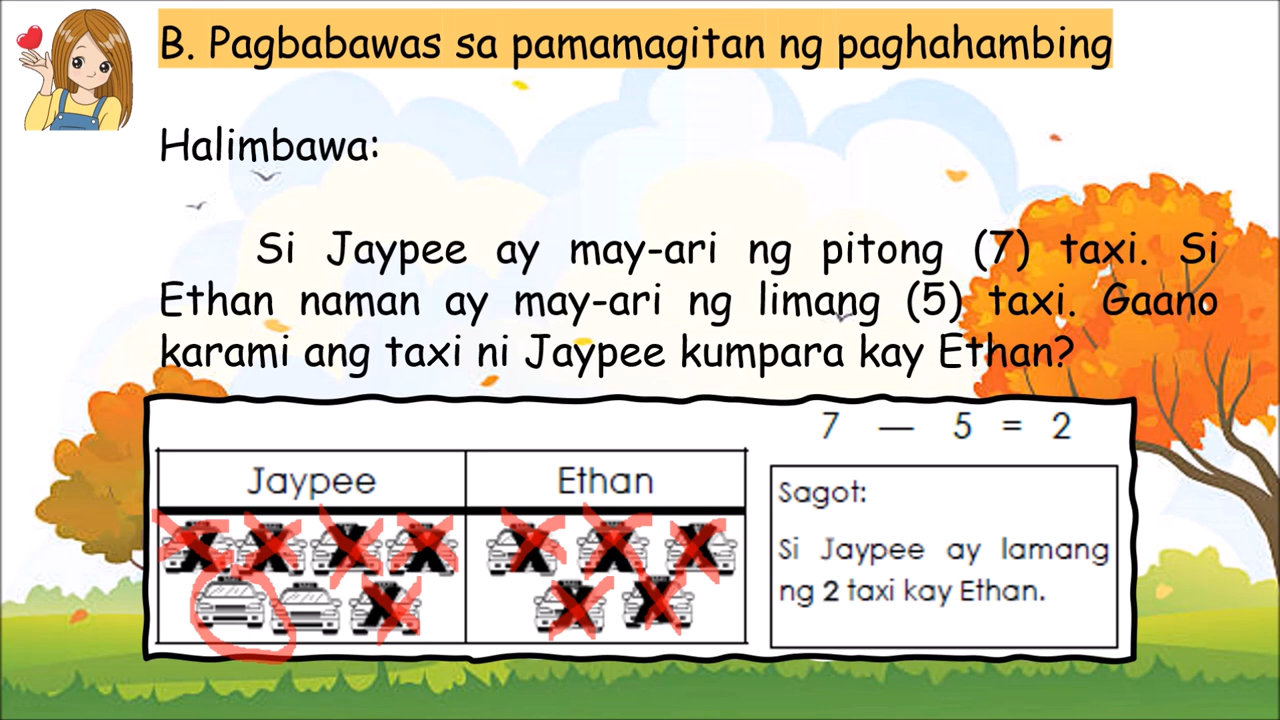 B. Pagbabawas sa pamamagitan ng paghahambing
Halimbawa:
Si Jaypee ay may-ari ng pitong (7) taxi. Si
Ethan naman ay may-ari ng limang (5) taxi. Gaano
karami ang taxi ni Jaypee kumpara kay Ethan?
7 — 5 = 2
Jaypee Ethan
Sagot:
Si Jaypee ay lamang
ng 2 taxi kay Ethan.